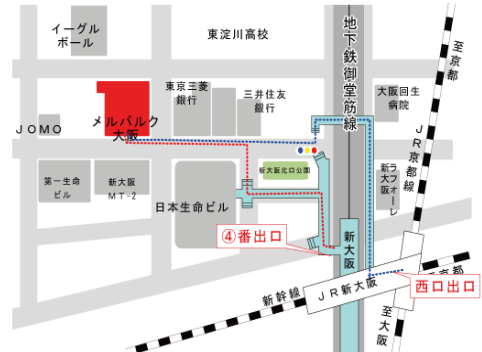 イーグル
ボール
東淀川高校
地下鉄御堂筋線
至京都
東京三菱
銀行
三井住友
銀行
大阪回生
病院
JOMO
メルパルク
大阪
JR京都線
第一生命
ビル
新大阪
MT-2
新大阪北口公園
ラフォーレ
新大阪
日本生命ビル
④番出口
新大阪
至京都
西口出口
JR新大阪
新幹線
至大阪